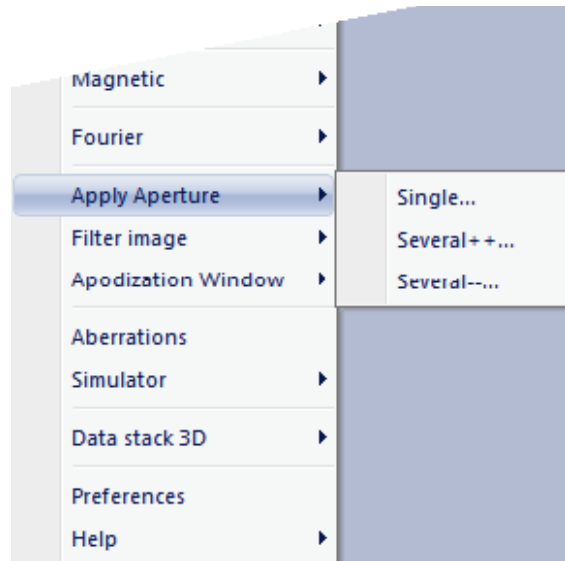 Magnetic
Fourier
Apply Aperture
Single...
Filter image
Several++...
Apodization Window
Several--...
Aberrations
Simulator
Data stack 3D
Preferences
Help